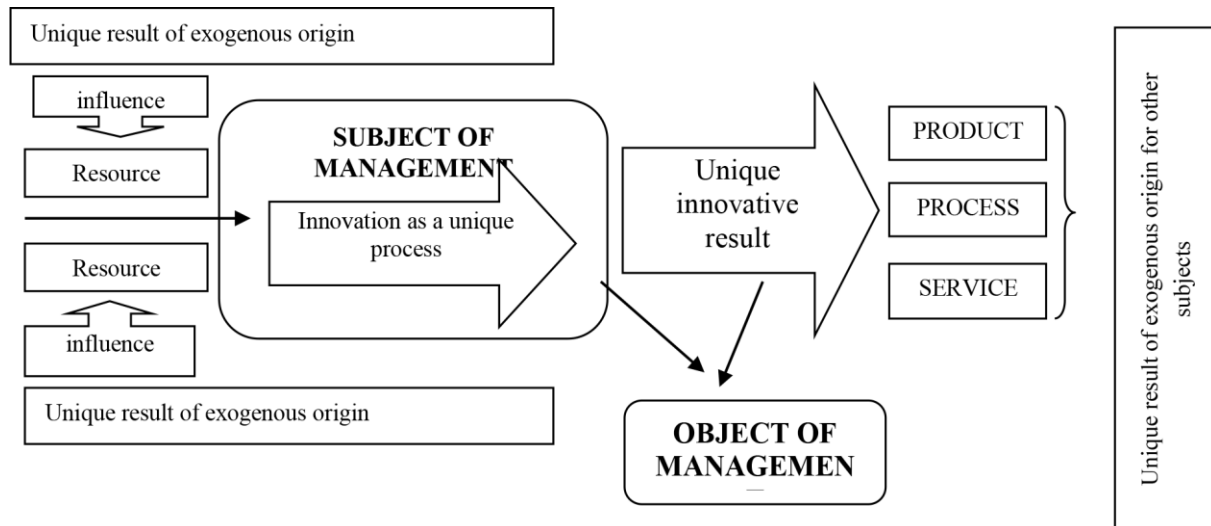 Unique result of exogenous origin
influence
Resource
Resource
influence
Unique result of exogenous origin
SUBJECT OF
MANAGEMENT
Innovation as a unique
process
Unique
innovative
result
OBJECT OF
MANAGEMEN
PRODUCT
PROCESS
SERVICE
Unique result of exogenous origin for other
subjects